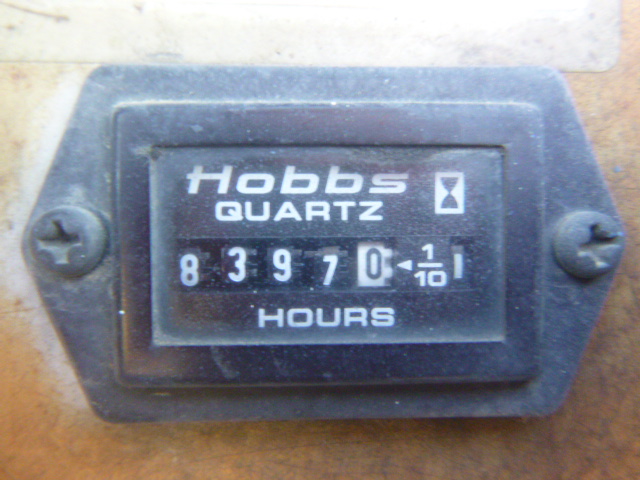 Hobbs
QUARTZ
8 3 9 7 0 ◄ 1/10
HOURS